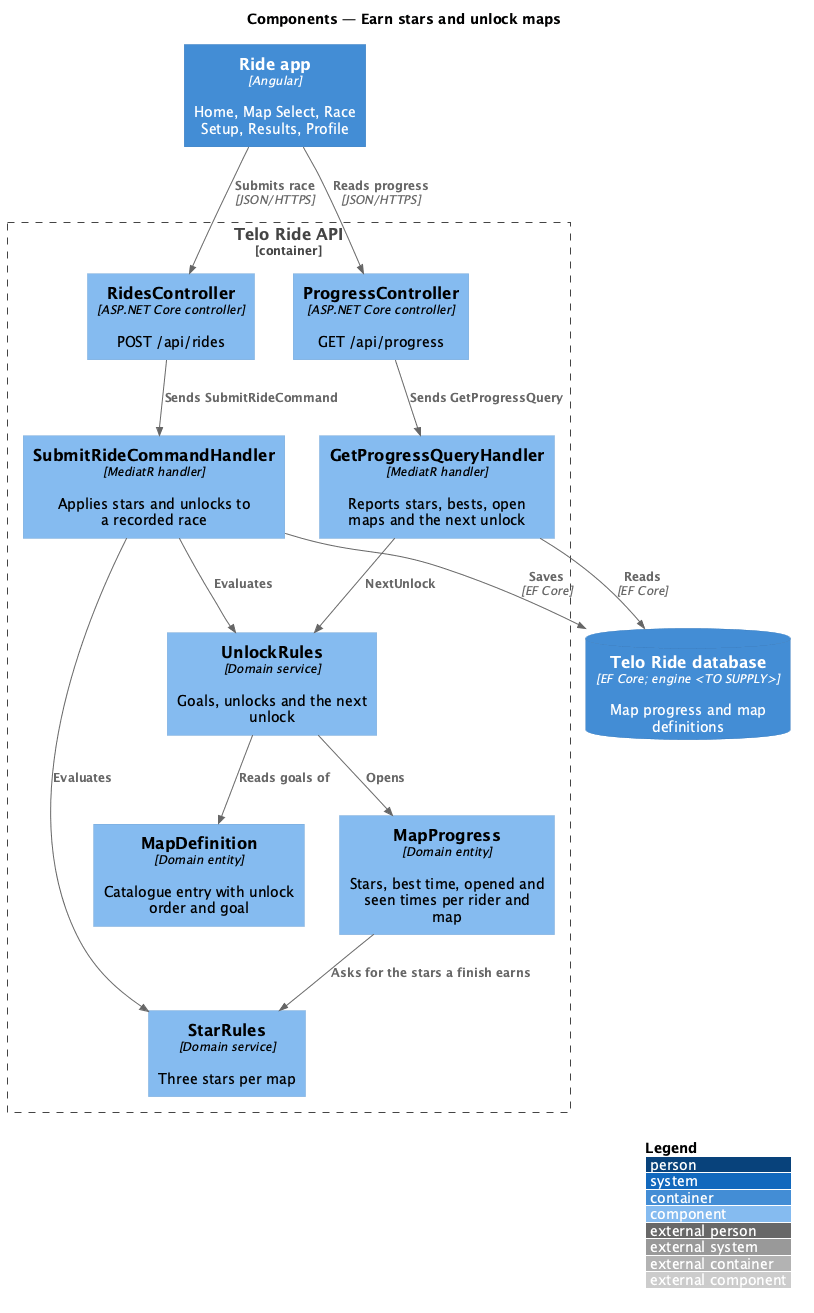 Components — Earn stars and unlock maps
Ride app
[Angular]
Home, Map Select, Race
Setup, Results, Profile
Submits race
[JSON/HTTPS]
Reads progress
[JSON/HTTPS]
Telo Ride API
[container]
RidesController
[ASP.NET Core controller]
POST /api/rides
ProgressController
[ASP.NET Core controller]
GET /api/progress
Sends SubmitRideCommand
Sends GetProgressQuery
SubmitRideCommandHandler
[MediatR handler]
Applies stars and unlocks to
a recorded race
GetProgressQueryHandler
[MediatR handler]
Reports stars, bests, open
maps and the next unlock
Evaluates
NextUnlock
Saves
[EF Core]
Reads
[EF Core]
UnlockRules
[Domain service]
Goals, unlocks and the next
unlock
Telo Ride database
[EF Core; engine <TO SUPPLY>]
Map progress and map
definitions
Evaluates
Reads goals of
Opens
MapDefinition
[Domain entity]
Catalogue entry with unlock
order and goal
MapProgress
[Domain entity]
Stars, best time, opened and
seen times per rider and
map
Asks for the stars a finish earns
StarRules
[Domain service]
Three stars per map
Legend
person
system
container
component
external person
external system
external container
external component